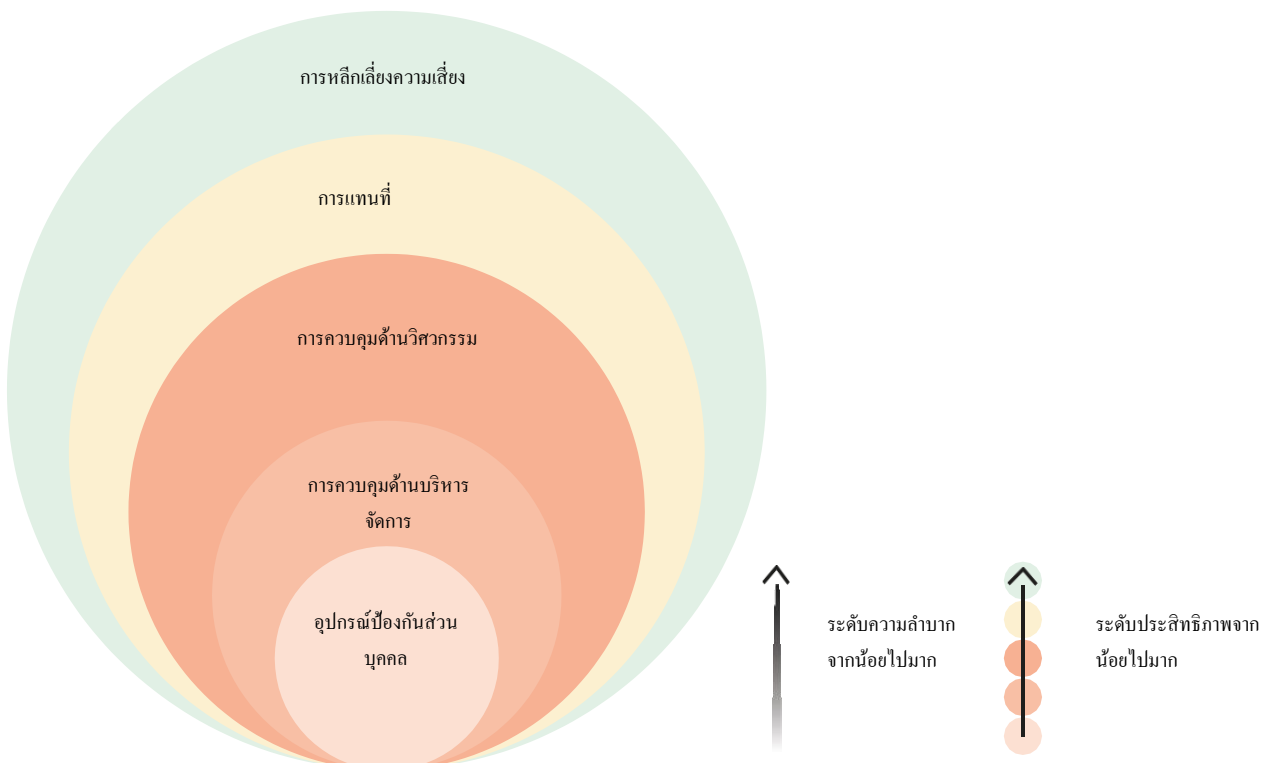 การหลีกเลี่ยงความเสี่ยง
การแทนที่
การควบคุมด้านวิศวกรรม
การควบคุมด้านบริหาร
จัดการ
อุปกรณ์ป้องกันส่วน
บุคคล
ระดับความลำบาก
จากน้อยไปมาก
ระดับประสิทธิภาพจาก
น้อยไปมาก